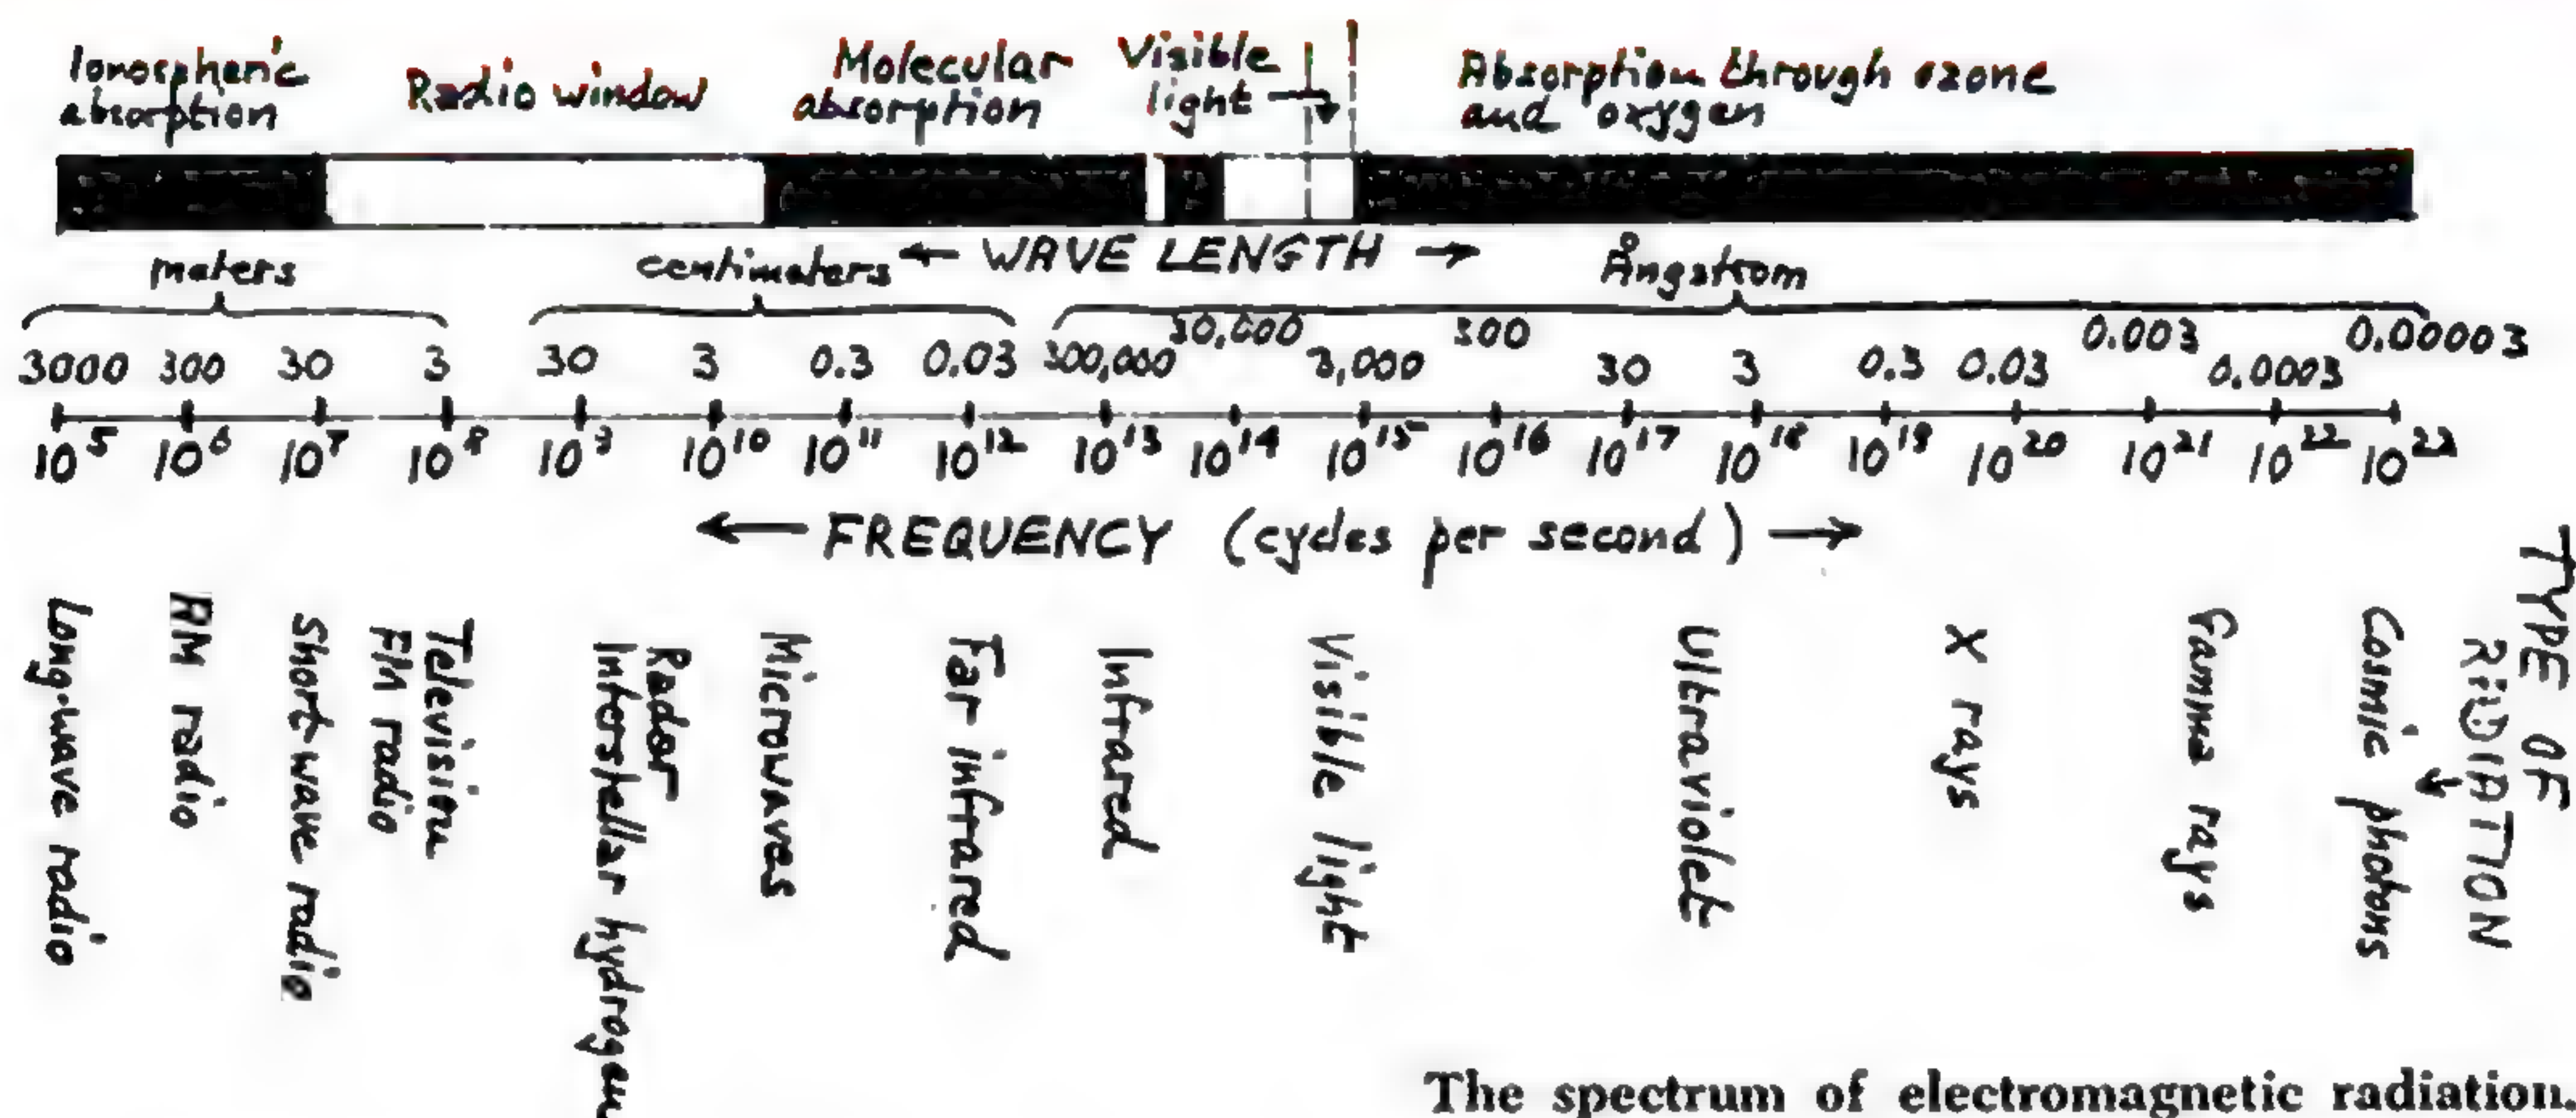 Ionospheric
absorption
Radio window
Molecular
absorption
Visible
light
Absorption through ozone
and oxygen
← WAVE LENGTH →
meters
centimeters
Ångstrom
3000 300 30 3 30 3 0.3 0.03 300,000 30,000 3,000 300 30 3 0.3 0.03 0.003 0.0003 0.00003
10⁵ 10⁶ 10⁷ 10⁸ 10⁹ 10¹⁰ 10¹¹ 10¹² 10¹³ 10¹⁴ 10¹⁵ 10¹⁶ 10¹⁷ 10¹⁸ 10¹⁹ 10²⁰ 10²¹ 10²² 10²³
← FREQUENCY (cycles per second) →
Long-wave radio
AM radio
Short-wave radio
FM radio
Television
Interstellar hydrogen
Radar
Microwaves
Far infrared
Infrared
Visible light
Ultraviolet
X rays
Gamma rays
Cosmic photons
TYPE OF
RADIATION
The spectrum of electromagnetic radiation.